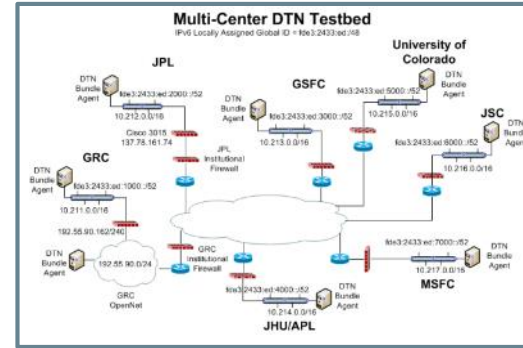 Multi-Center DTN Testbed
IPv6 Locally Assigned Global ID = fde3:2433:ed:/48
JPL
DTN
Bundle
Agent
fde3:2433:ed:2000::/52
10.212.0.0/16
Cisco 3015
137.78.161.74
JPL
Institutional
Firewall
GSFC
DTN
Bundle
Agent
fde3:2433:ed:3000::/52
10.213.0.0/16
University of
Colorado
DTN
Bundle
Agent
fde3:2433:ed:5000::/52
10.215.0.0/16
JSC
DTN
Bundle
Agent
fde3:2433:ed:6000::/52
10.216.0.0/16
GRC
DTN
Bundle
Agent
fde3:2433:ed:1000::/52
10.211.0.0/16
192.55.90.162/240
DTN
Bundle
Agent
192.55.90.0/24
GRC
OpenNet
GRC
Institutional
Firewall
fde3:2433:ed:4000::/52
10.214.0.0/16
DTN
Bundle
Agent
JHU/APL
fde3:2433:ed:7000::/52
10.217.0.0/16
DTN
Bundle
Agent
MSFC